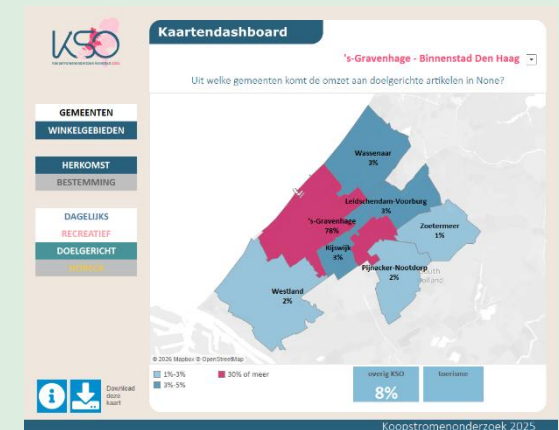 KSO
Kaartendashboard
's-Gravenhage - Binnenstad Den Haag
Uit welke gemeenten komt de omzet aan doelgerichte artikelen in None?
GEMEENTEN
WINKELGEBIEDEN
HERKOMST
BESTEMMING
DAGELIJKS
RECREATIEF
DOELGERICHT
HORECA
Wassenaar
3%
Leidschendam-Voorburg
3%
's-Gravenhage
78%
Zoetermeer
1%
Rijswijk
3%
Pijnacker-Nootdorp
2%
South
Holland
Westland
2%
© 2026 Mapbox © OpenStreetMap
1%-3%
3%-5%
30% of meer
overig KSO
8%
toerisme
Download
deze
kaart
Koopstromenonderzoek 2025